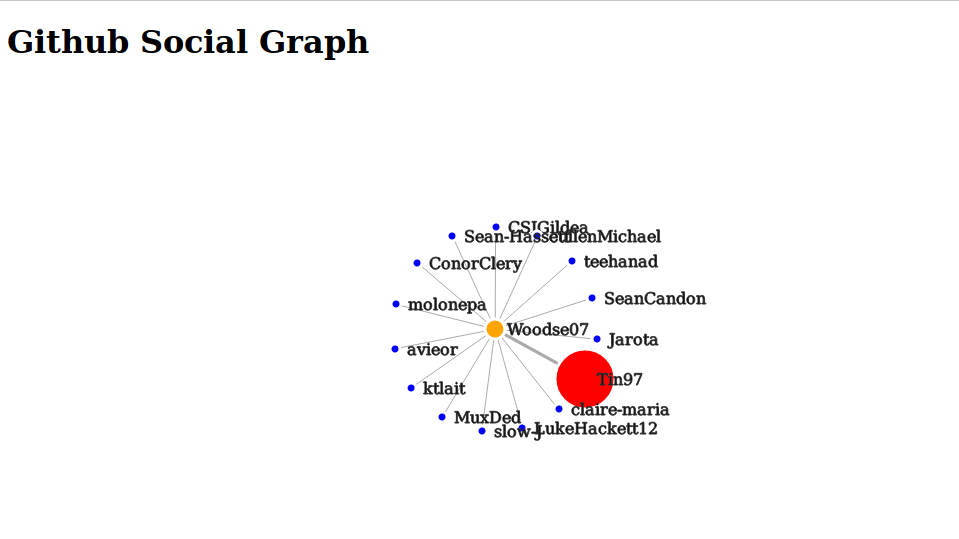 Github Social Graph
CSIGildea
Sean-Hassett
teehanad
ConorClery
SeanCandon
molonepa
Woodse07
Jarota
avieor
Tin97
ktlait
claire-maria
MuxDed
LukeHackett12
slow-J